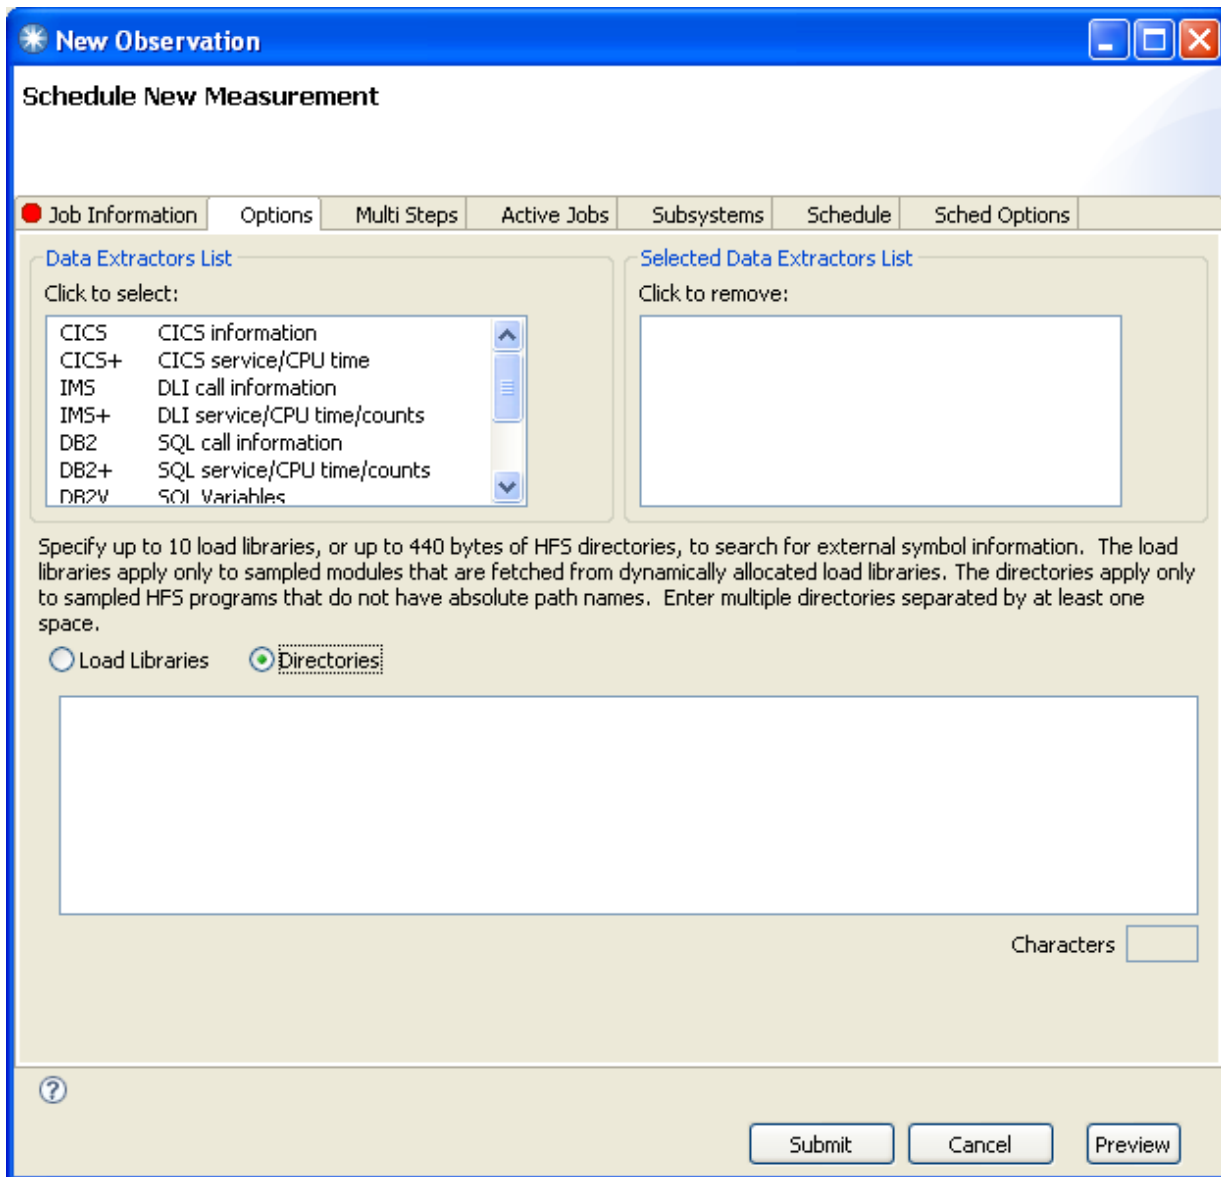 New Observation
Schedule New Measurement
Job Information Options Multi Steps Active Jobs Subsystems Schedule Sched Options
Data Extractors List
Click to select:
CICS CICS information
CICS+ CICS service/CPU time
IMS DLI call information
IMS+ DLI service/CPU time/counts
DB2 SQL call information
DB2+ SQL service/CPU time/counts
DB2V SQL Variables
Selected Data Extractors List
Click to remove:
Specify up to 10 load libraries, or up to 440 bytes of HFS directories, to search for external symbol information.  The load
libraries apply only to sampled modules that are fetched from dynamically allocated load libraries. The directories apply only
to sampled HFS programs that do not have absolute path names.  Enter multiple directories separated by at least one
space.
Load Libraries Directories
Characters
?
Submit Cancel Preview